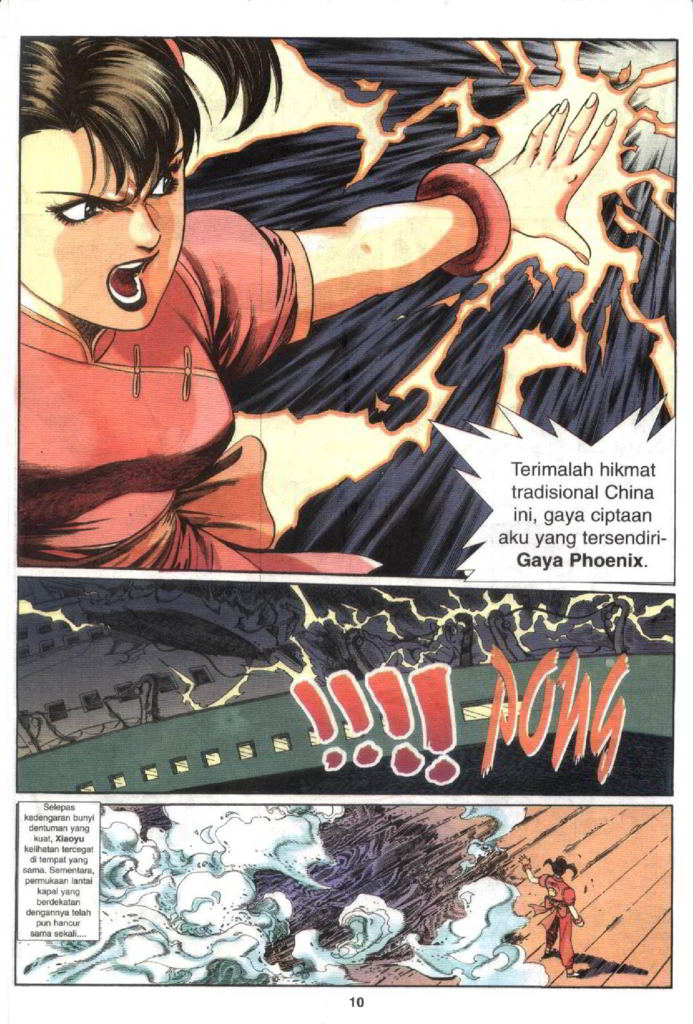 Terimalah hikmat
tradisional China
ini, gaya ciptaan
aku yang tersendiri-
Gaya Phoenix.
!!!! PONG
Selepas
kedengaran bunyi
dentuman yang
kuat, Xiaoyu
kelihatan tercegat
di tempat yang
sama. Sementara,
permukaan lantai
kapal yang
berdekatan
dengannya telah
pun hancur
sama sekali....
10